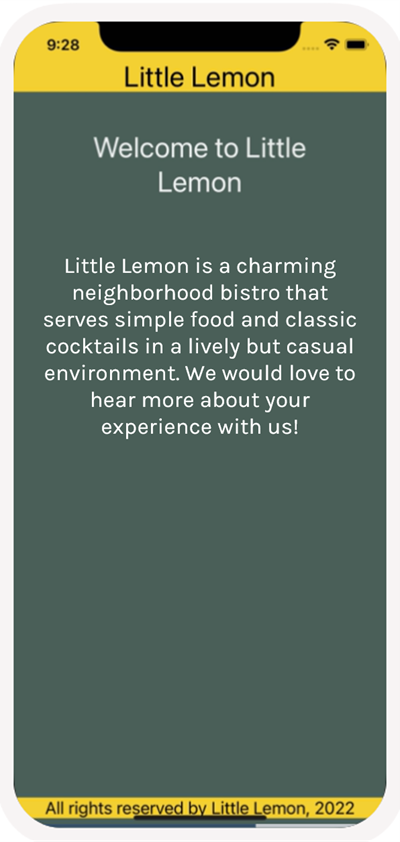 9:28
Little Lemon
Welcome to Little
Lemon
Little Lemon is a charming
neighborhood bistro that
serves simple food and classic
cocktails in a lively but casual
environment. We would love to
hear more about your
experience with us!
All rights reserved by Little Lemon, 2022